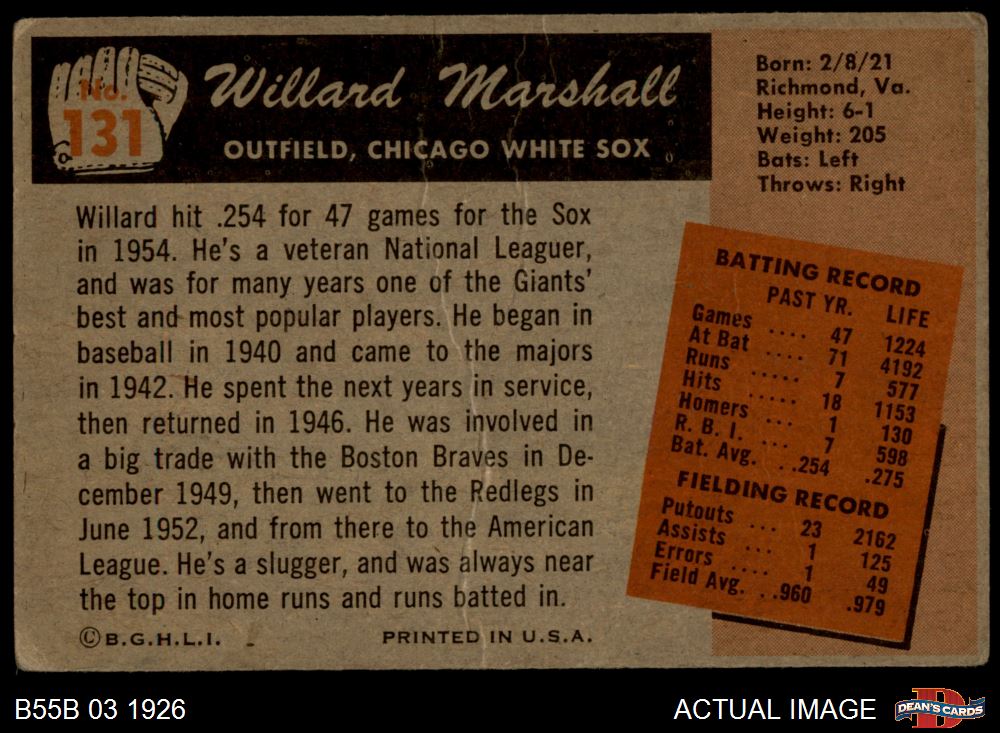 No.
131
Willard Marshall
OUTFIELD, CHICAGO WHITE SOX
Born: 2/8/21
Richmond, Va.
Height: 6-1
Weight: 205
Bats: Left
Throws: Right
Willard hit .254 for 47 games for the Sox
in 1954. He's a veteran National Leaguer,
and was for many years one of the Giants'
best and most popular players. He began in
baseball in 1940 and came to the majors
in 1942. He spent the next years in service,
then returned in 1946. He was involved in
a big trade with the Boston Braves in De-
cember 1949, then went to the Redlegs in
June 1952, and from there to the American
League. He's a slugger, and was always near
the top in home runs and runs batted in.
©B.G.H.L.I. PRINTED IN U.S.A.
BATTING RECORD
PAST YR. LIFE
Games .... 47 1224
At Bat .... 71 4192
Runs ..... 7 577
Hits ..... 18 1153
Homers ... 1 130
R. B. I. ... 7 598
Bat. Avg. ..254 .275
FIELDING RECORD
Putouts ... 23 2162
Assists ... 1 125
Errors .... 1 49
Field Avg. ..960 .979
B55B 03 1926 ACTUAL IMAGE
DEAN'S CARDS